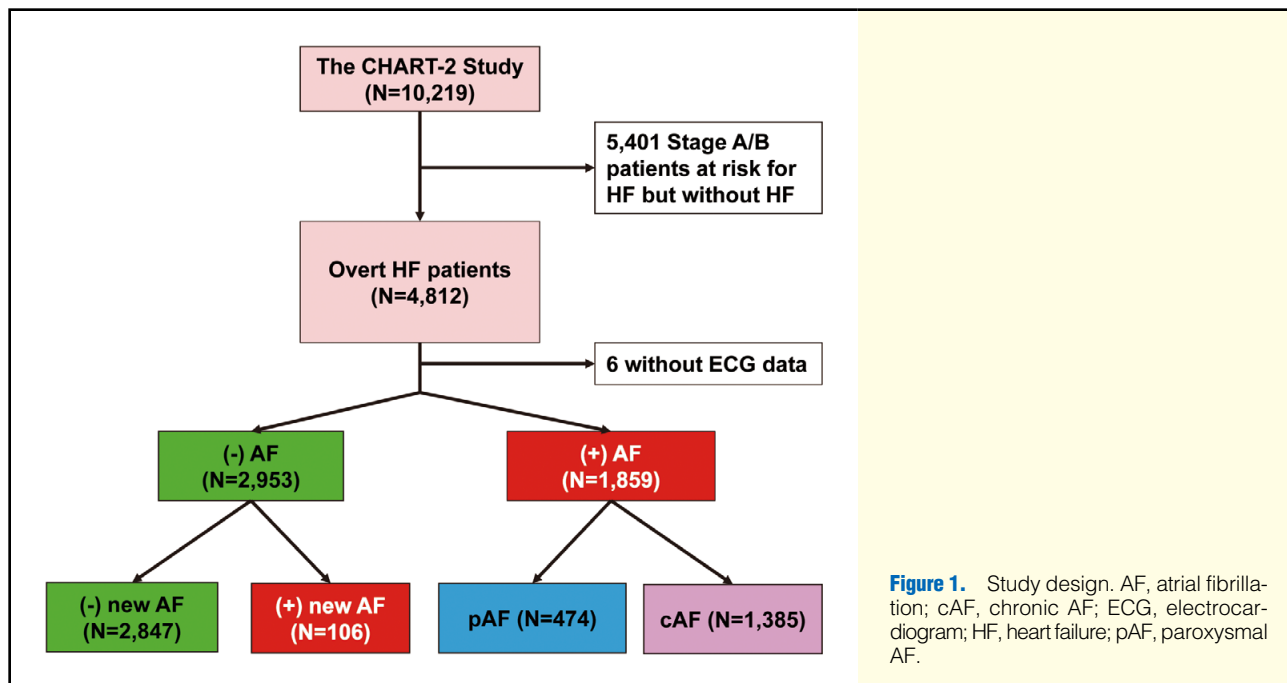 The CHART-2 Study
(N=10,219)
5,401 Stage A/B
patients at risk for
HF but without HF
Overt HF patients
(N=4,812)
6 without ECG data
(-) AF
(N=2,953)
(+) AF
(N=1,859)
(-) new AF
(N=2,847)
(+) new AF
(N=106)
pAF (N=474)
cAF (N=1,385)
Figure 1. Study design. AF, atrial fibrilla-
tion; cAF, chronic AF; ECG, electrocar-
diogram; HF, heart failure; pAF, paroxysmal
AF.